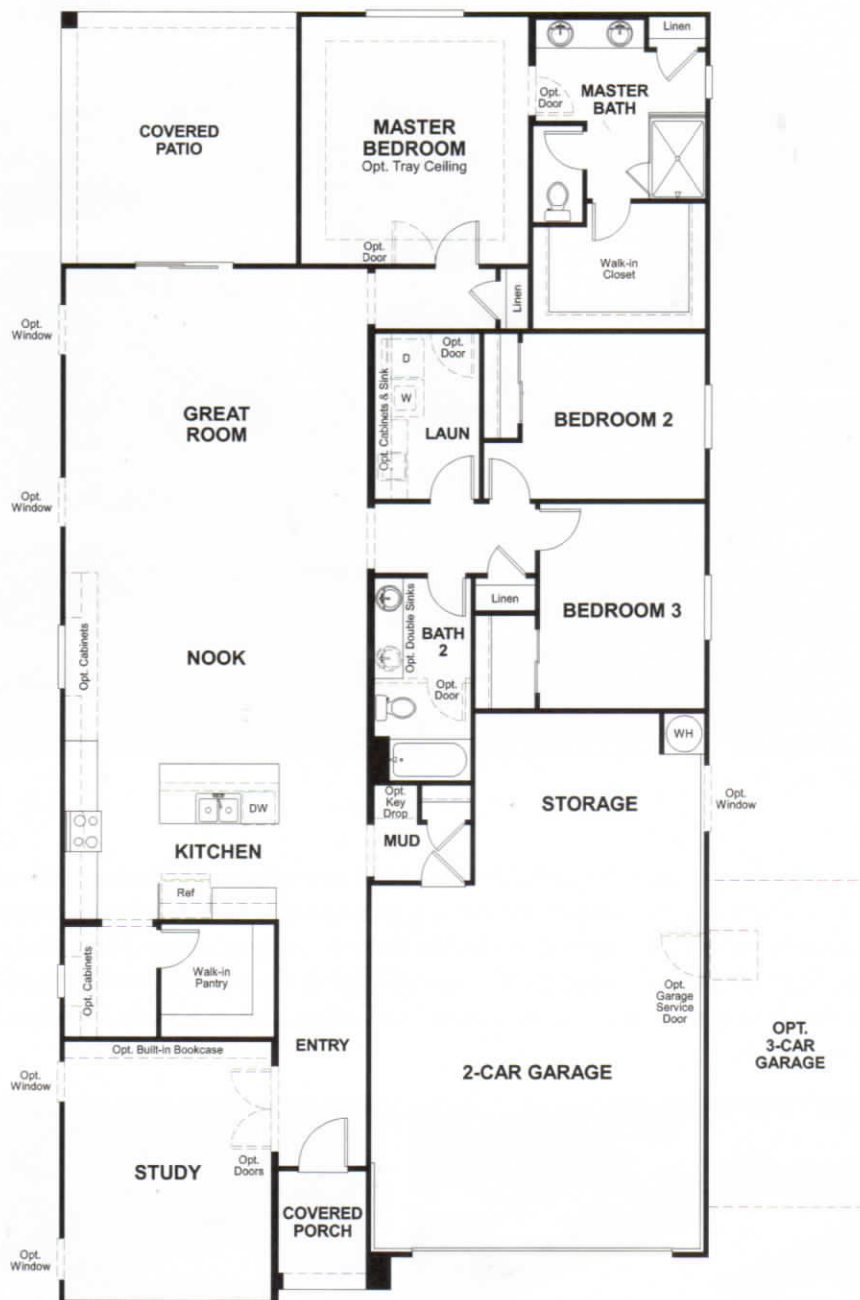 Linen
Opt.
Door
MASTER
BATH
COVERED
PATIO
MASTER
BEDROOM
Opt. Tray Ceiling
Opt.
Door
Walk-in
Closet
Linen
Opt.
Window
D
Opt.
Door
W
Opt. Cabinets & Sink
LAUN
GREAT
ROOM
BEDROOM 2
Opt.
Window
Linen
BEDROOM 3
Opt. Double Sinks
BATH
2
Opt.
Door
Opt. Cabinets
NOOK
WH
Opt.
Window
STORAGE
Opt.
Key
Drop
MUD
DW
KITCHEN
Ref
Opt. Cabinets
Walk-in
Pantry
Opt.
Garage
Service
Door
OPT.
3-CAR
GARAGE
ENTRY
Opt. Built-in Bookcase
2-CAR GARAGE
Opt.
Window
STUDY
Opt.
Doors
COVERED
PORCH
Opt.
Window